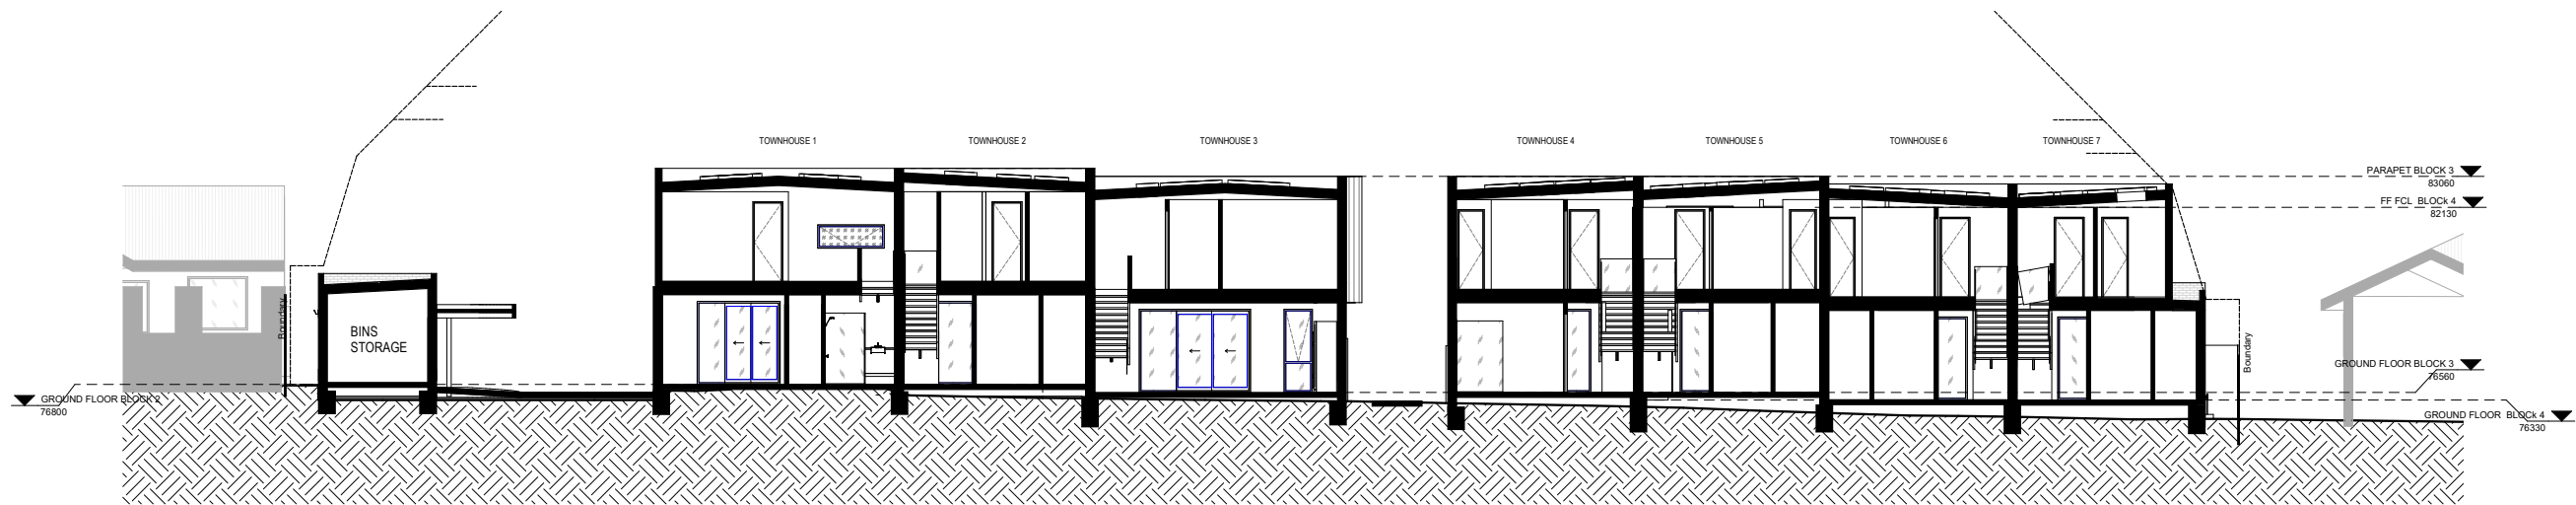 TOWNHOUSE 1
TOWNHOUSE 2
TOWNHOUSE 3
TOWNHOUSE 4
TOWNHOUSE 5
TOWNHOUSE 6
TOWNHOUSE 7
PARAPET BLOCK 3
83060
FF FCL BLOCk 4
82130
Boundary
BINS
STORAGE
Boundary
GROUND FLOOR BLOCK 3
76560
GROUND FLOOR BLOCK 2
76800
GROUND FLOOR BLOCk 4
76330